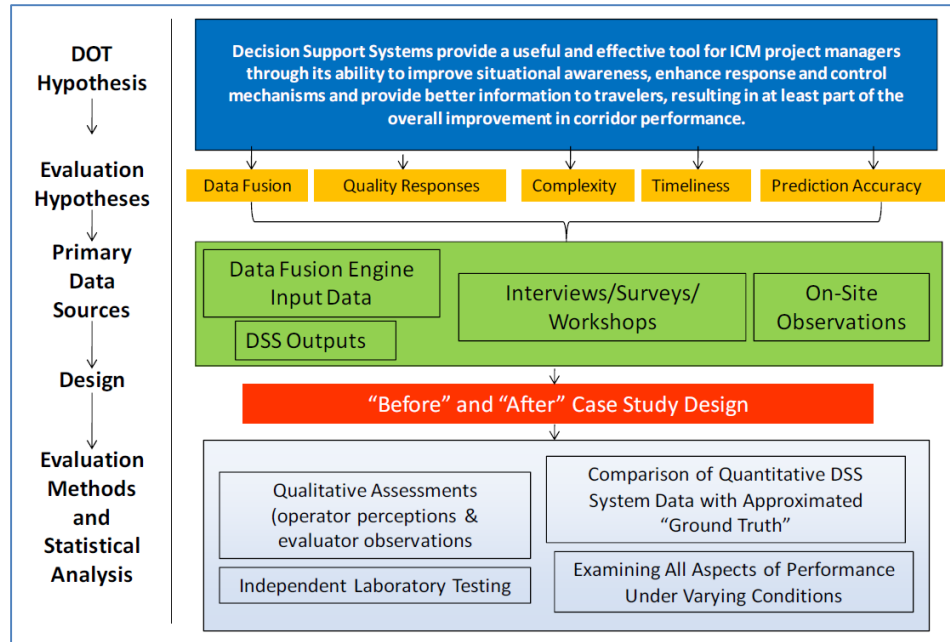 DOT
Hypothesis
Decision Support Systems provide a useful and effective tool for ICM project managers
through its ability to improve situational awareness, enhance response and control
mechanisms and provide better information to travelers, resulting in at least part of the
overall improvement in corridor performance.
Evaluation
Hypotheses
Data Fusion
Quality Responses
Complexity
Timeliness
Prediction Accuracy
Primary
Data
Sources
Data Fusion Engine
Input Data
DSS Outputs
Interviews/Surveys/
Workshops
On-Site
Observations
Design
“Before” and “After” Case Study Design
Evaluation
Methods
and
Statistical
Analysis
Qualitative Assessments
(operator perceptions &
evaluator observations
Independent Laboratory Testing
Comparison of Quantitative DSS
System Data with Approximated
“Ground Truth”
Examining All Aspects of Performance
Under Varying Conditions